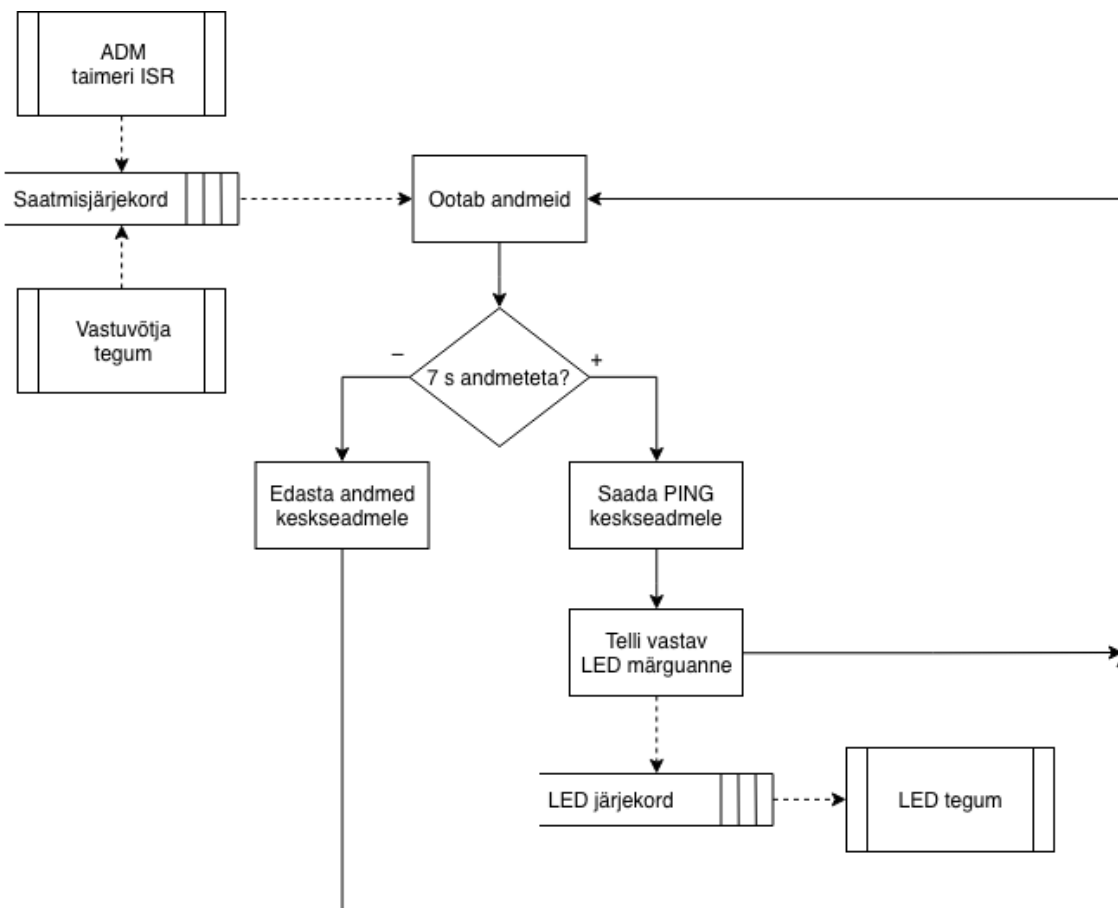 ADM
taimeri ISR
Saatmisjärjekord
Ootab andmeid
Vastuvõtja
tegum
–
+
7 s andmeteta?
Edasta andmed
keskseadmele
Saada PING
keskseadmele
Telli vastav
LED märguanne
LED järjekord
LED tegum